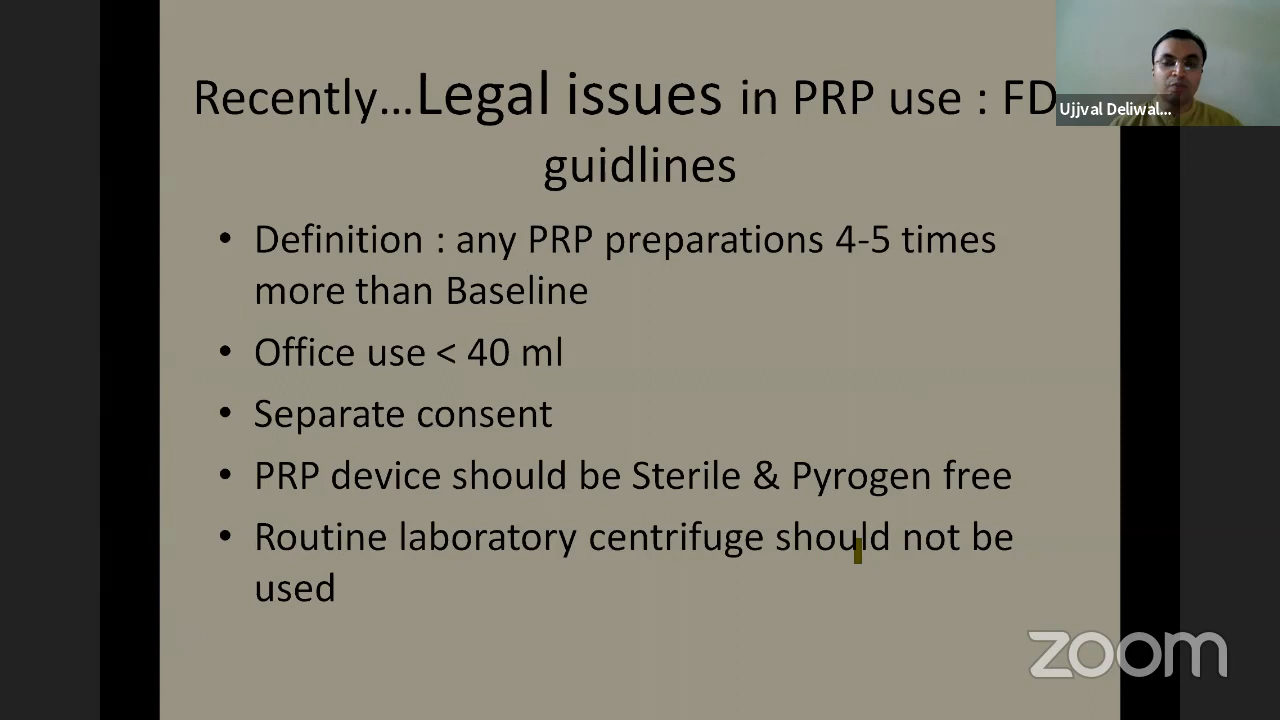 Recently...Legal issues in PRP use : FD
guidlines
Ujjval Deliwal...
• Definition : any PRP preparations 4-5 times
more than Baseline
• Office use < 40 ml
• Separate consent
• PRP device should be Sterile & Pyrogen free
• Routine laboratory centrifuge should not be
used
zoom